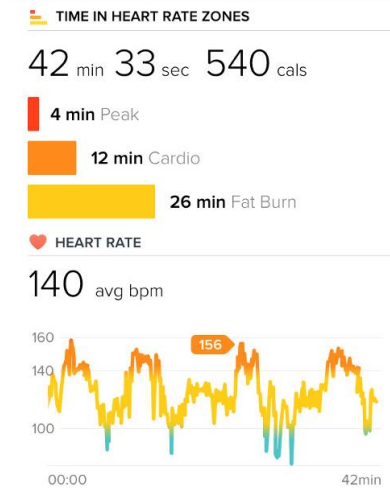 TIME IN HEART RATE ZONES
42 min 33 sec 540 cals
4 min Peak
12 min Cardio
26 min Fat Burn
HEART RATE
140 avg bpm
160
156
140
100
00:00 42min